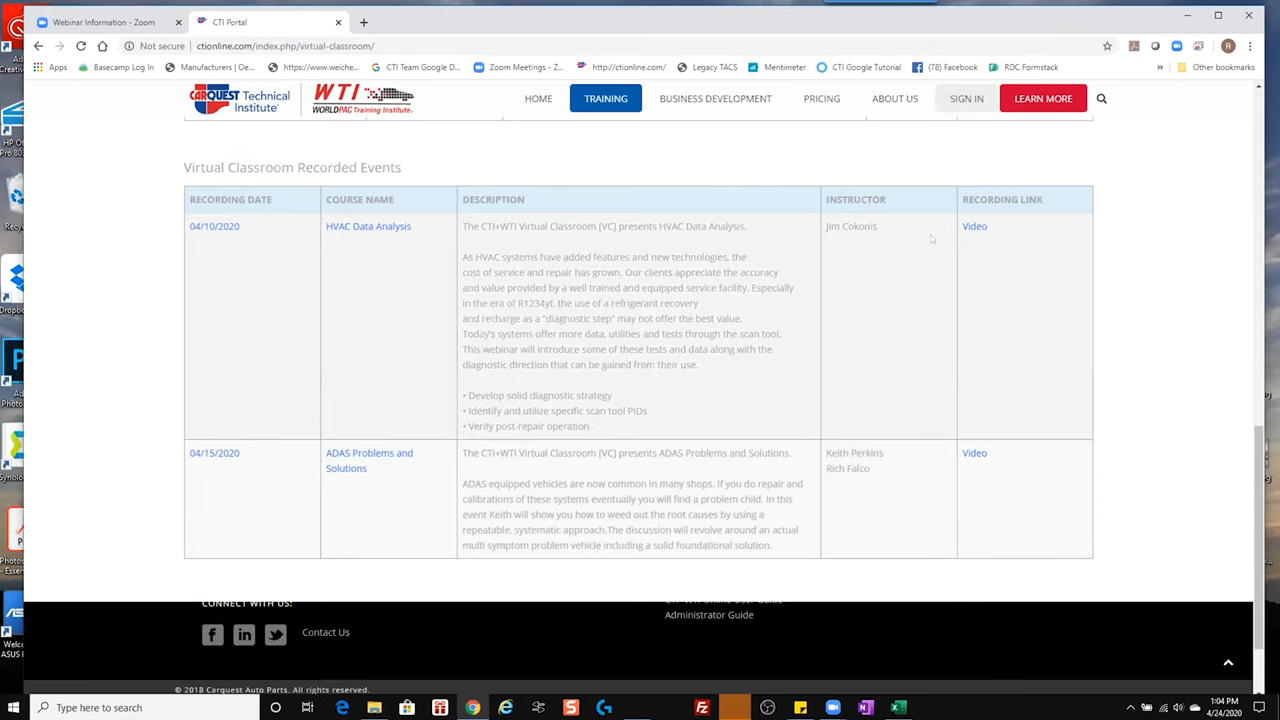 Webinar Information - Zoom
CTI Portal
Not secure
ctionline.com/index.php/virtual-classroom/
R
Apps
Basecamp Log In
Manufacturers | Oe...
https://www.weiche...
CTI Team Google D...
Zoom Meetings - Z...
http://ctionline.com/
Legacy TACS
Mentimeter
CTI Google Tutorial
(78) Facebook
RDC Formstack
»
Other bookmarks
CARQUEST Technical Institute®
WTI WORLDPAC Training Institute.
HOME
TRAINING
BUSINESS DEVELOPMENT
PRICING
ABOUT US
SIGN IN
LEARN MORE
Virtual Classroom Recorded Events
RECORDING DATE
COURSE NAME
DESCRIPTION
INSTRUCTOR
RECORDING LINK
04/10/2020
HVAC Data Analysis
The CTI+WTI Virtual Classroom [VC] presents HVAC Data Analysis.
As HVAC systems have added features and new technologies, the
cost of service and repair has grown. Our clients appreciate the accuracy
and value provided by a well trained and equipped service facility. Especially
in the era of R1234yf, the use of a refrigerant recovery
and recharge as a "diagnostic step" may not offer the best value.
Today's systems offer more data, utilities and tests through the scan tool.
This webinar will introduce some of these tests and data along with the
diagnostic direction that can be gained from their use.
• Develop solid diagnostic strategy
• Identify and utilize specific scan tool PIDs
• Verify post-repair operation
Jim Cokonis
Video
04/15/2020
ADAS Problems and
Solutions
The CTI+WTI Virtual Classroom [VC] presents ADAS Problems and Solutions.
ADAS equipped vehicles are now common in many shops. If you do repair and
calibrations of these systems eventually you will find a problem child. In this
event Keith will show you how to weed out the root causes by using a
repeatable, systematic approach.The discussion will revolve around an actual
multi symptom problem vehicle including a solid foundational solution.
Keith Perkins
Rich Falco
Video
CONNECT WITH US:
Contact Us
Administrator Guide
© 2018 Carquest Auto Parts. All rights reserved.
Type here to search
1:04 PM
4/24/2020